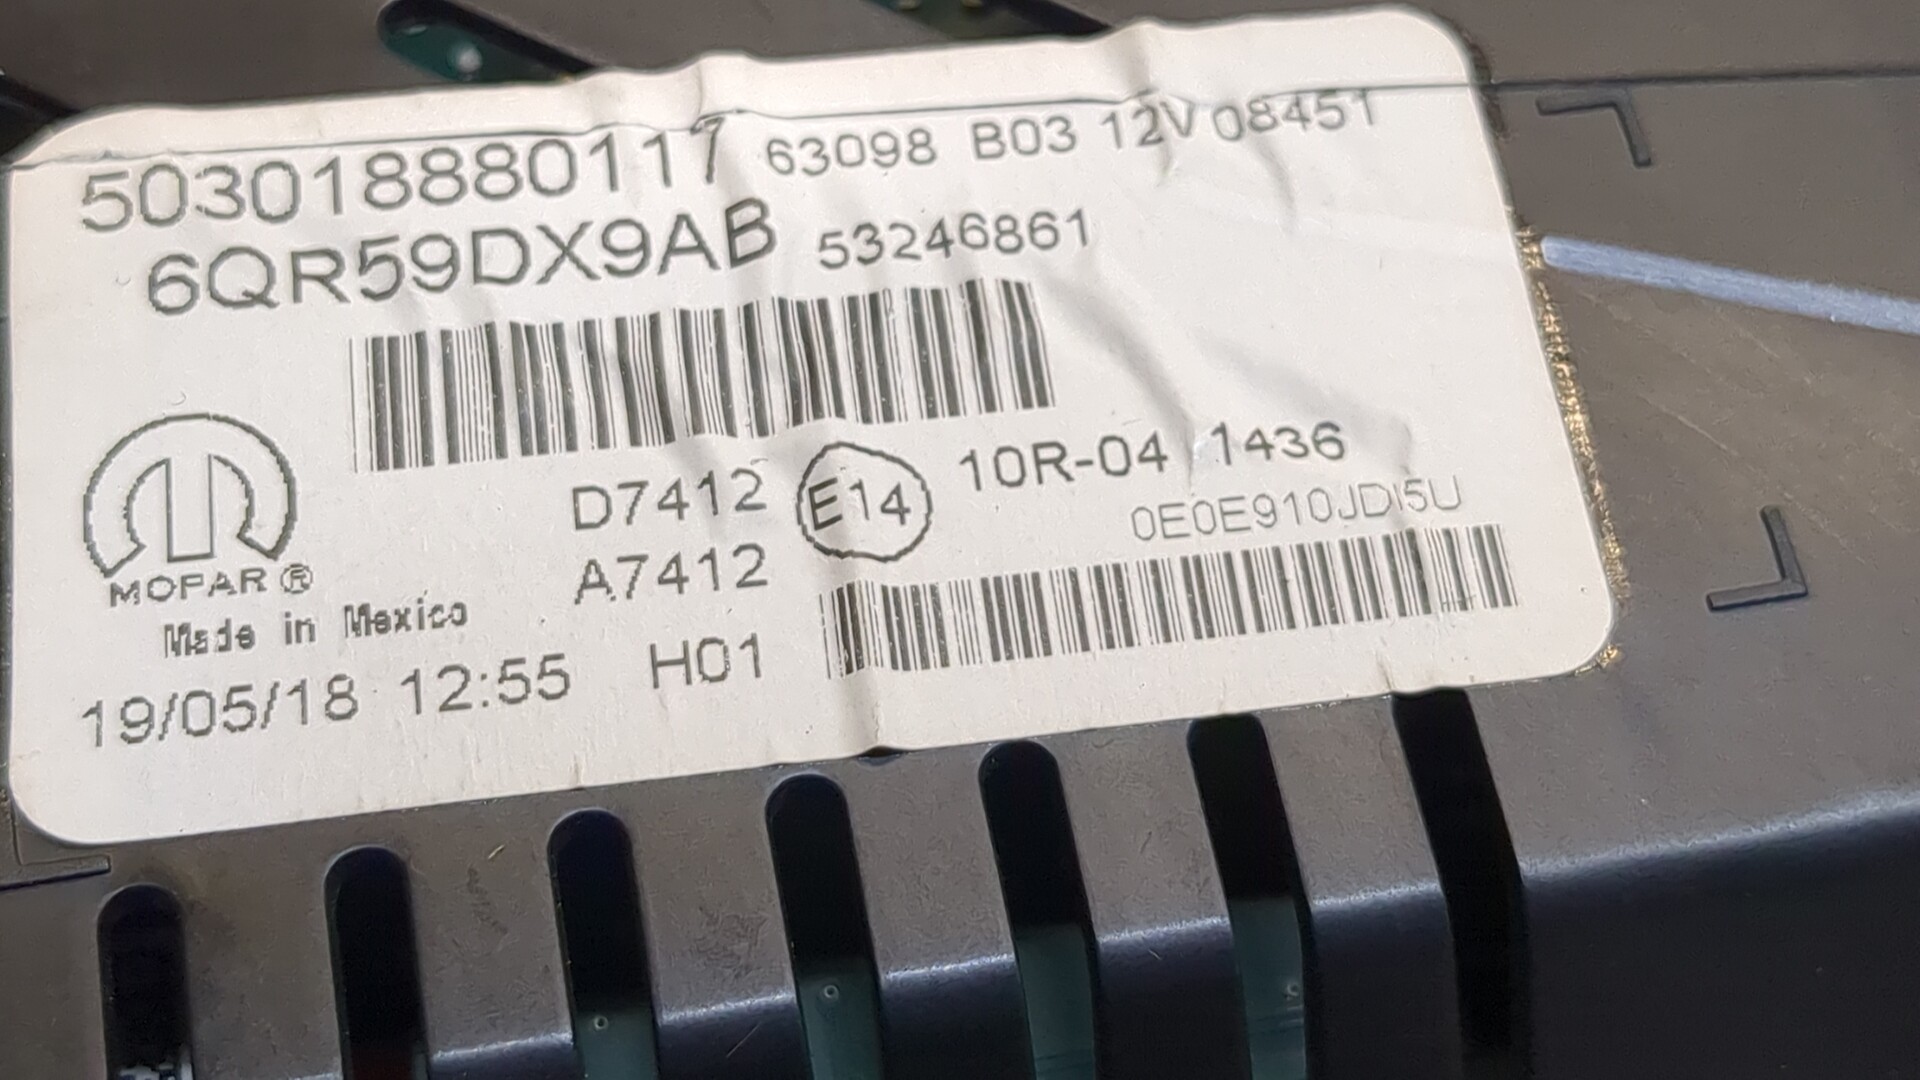 503018880117 63098 B03 12V 08451
6QR59DX9AB 53246861
D7412 E14 10R-04 1436
A7412 0E0E910JDI5U
MOPAR ®
Made in Mexico
19/05/18 12:55 H01